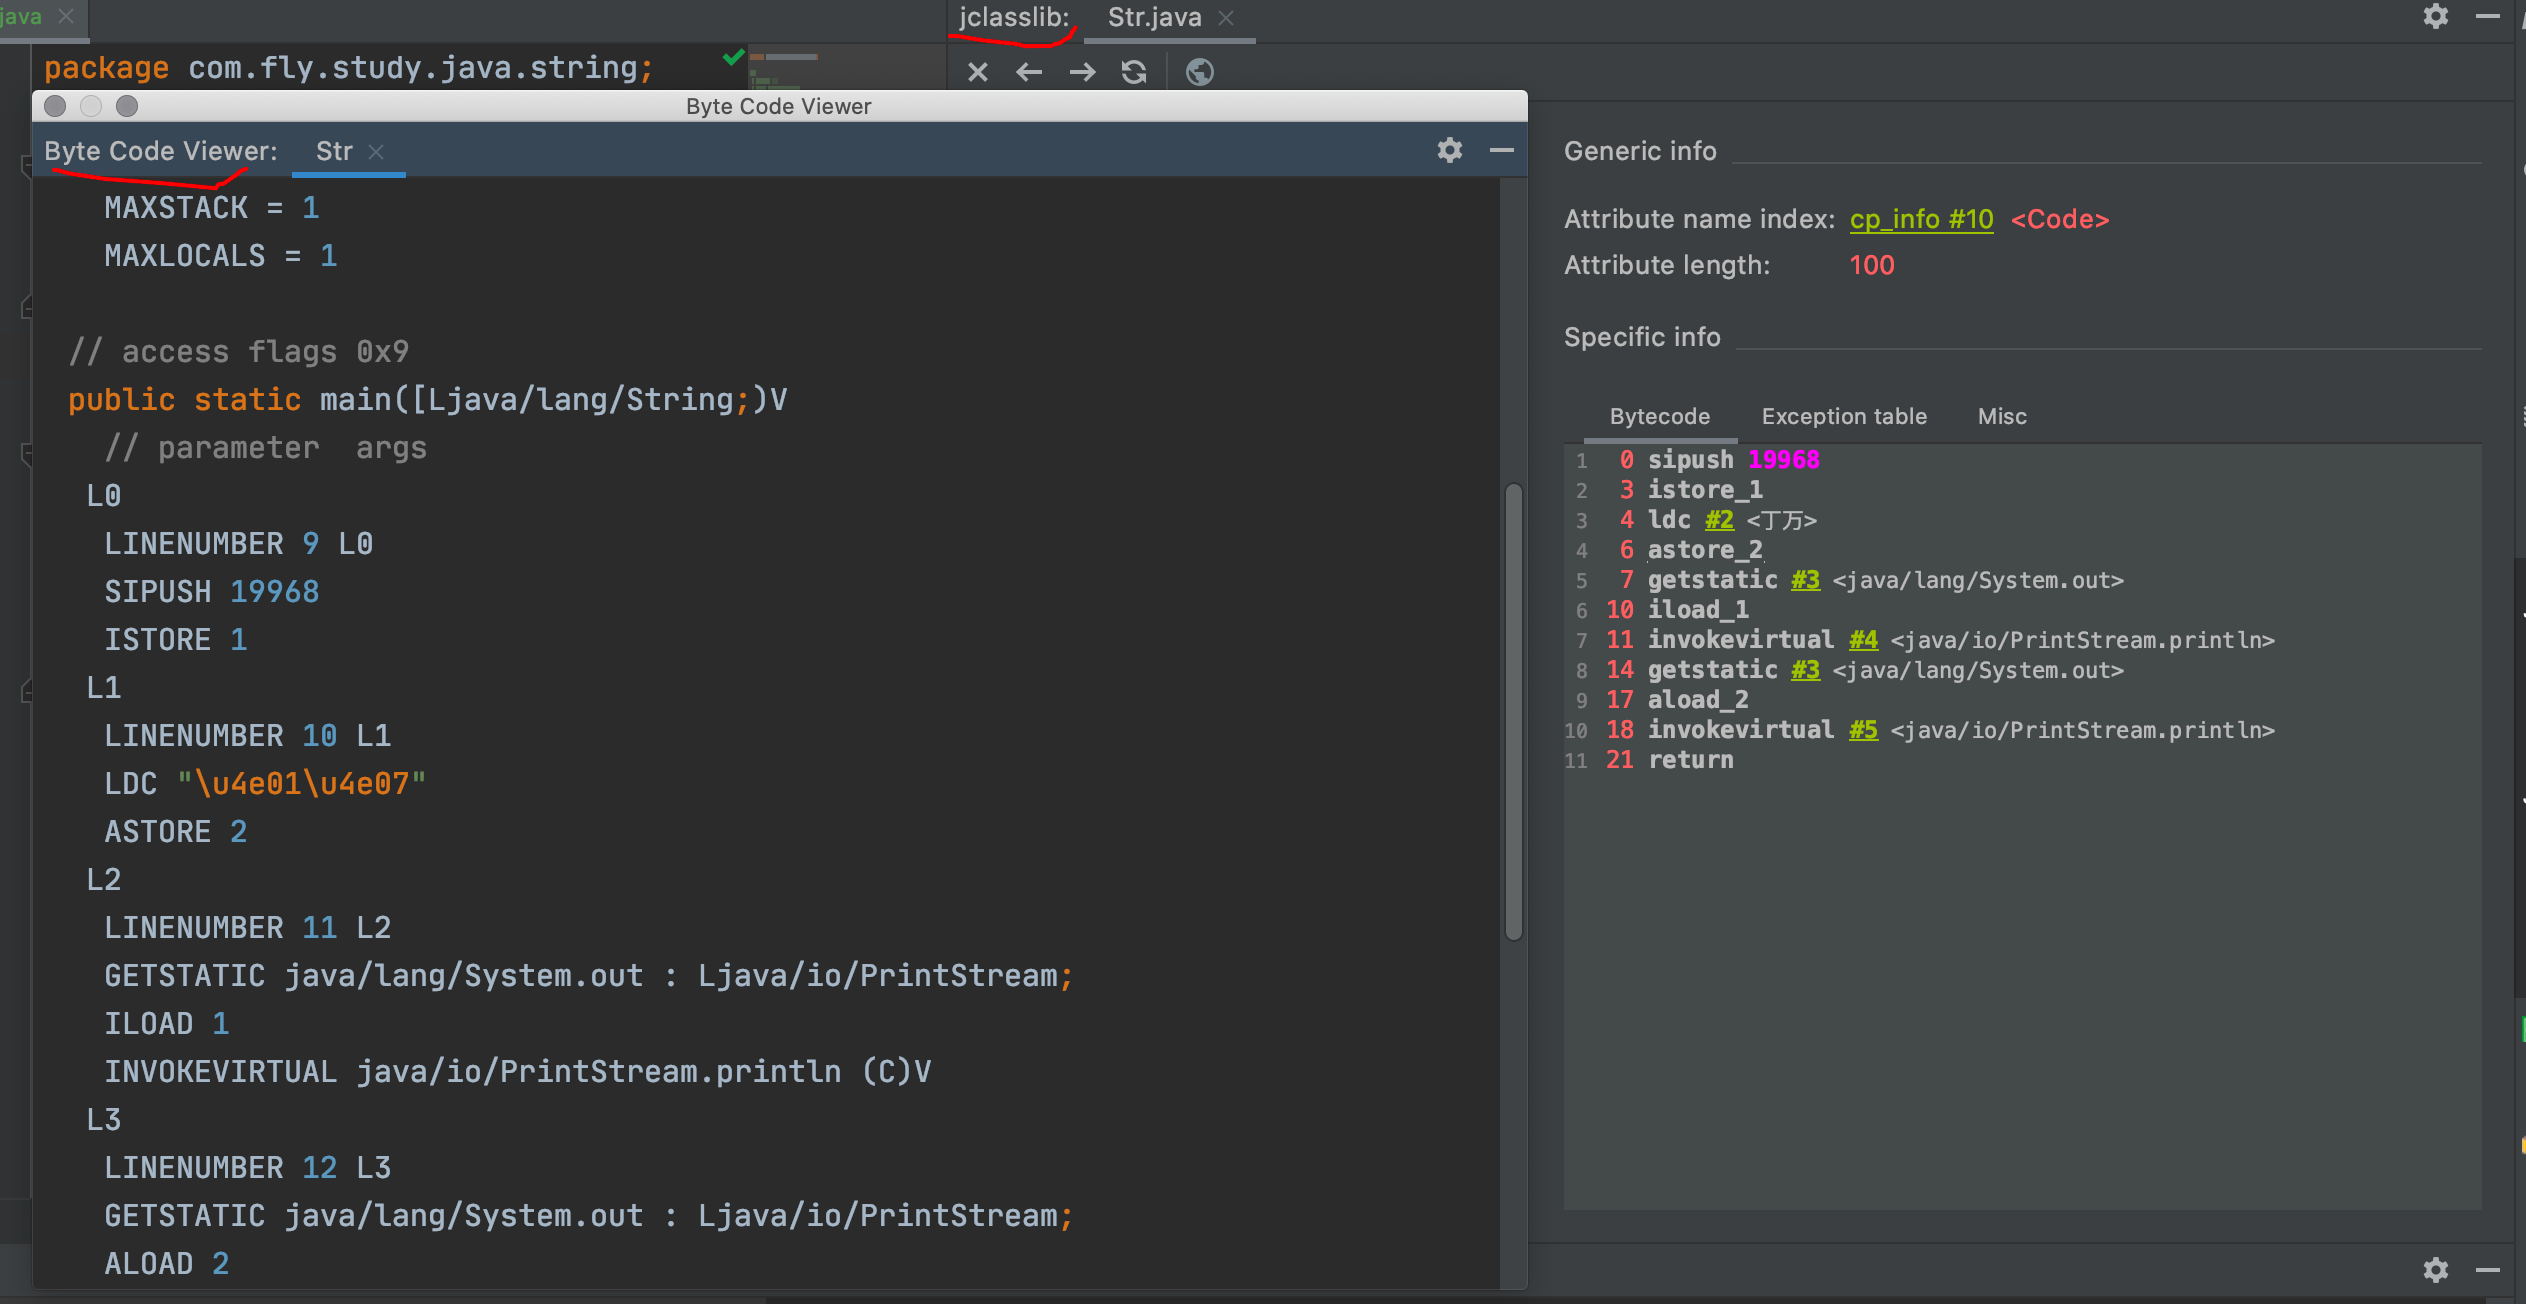 java
package com.fly.study.java.string;
jclasslib: Str.java
Byte Code Viewer
Byte Code Viewer: Str
MAXSTACK = 1
MAXLOCALS = 1
// access flags 0x9
public static main([Ljava/lang/String;)V
// parameter  args
L0
LINENUMBER 9 L0
SIPUSH 19968
ISTORE 1
L1
LINENUMBER 10 L1
LDC "\u4e01\u4e07"
ASTORE 2
L2
LINENUMBER 11 L2
GETSTATIC java/lang/System.out : Ljava/io/PrintStream;
ILOAD 1
INVOKEVIRTUAL java/io/PrintStream.println (C)V
L3
LINENUMBER 12 L3
GETSTATIC java/lang/System.out : Ljava/io/PrintStream;
ALOAD 2
Generic info
Attribute name index: cp_info #10 <Code>
Attribute length: 100
Specific info
Bytecode Exception table Misc
1 0 sipush 19968
2 3 istore_1
3 4 ldc #2 <丁万>
4 6 astore_2
5 7 getstatic #3 <java/lang/System.out>
6 10 iload_1
7 11 invokevirtual #4 <java/io/PrintStream.println>
8 14 getstatic #3 <java/lang/System.out>
9 17 aload_2
10 18 invokevirtual #5 <java/io/PrintStream.println>
11 21 return